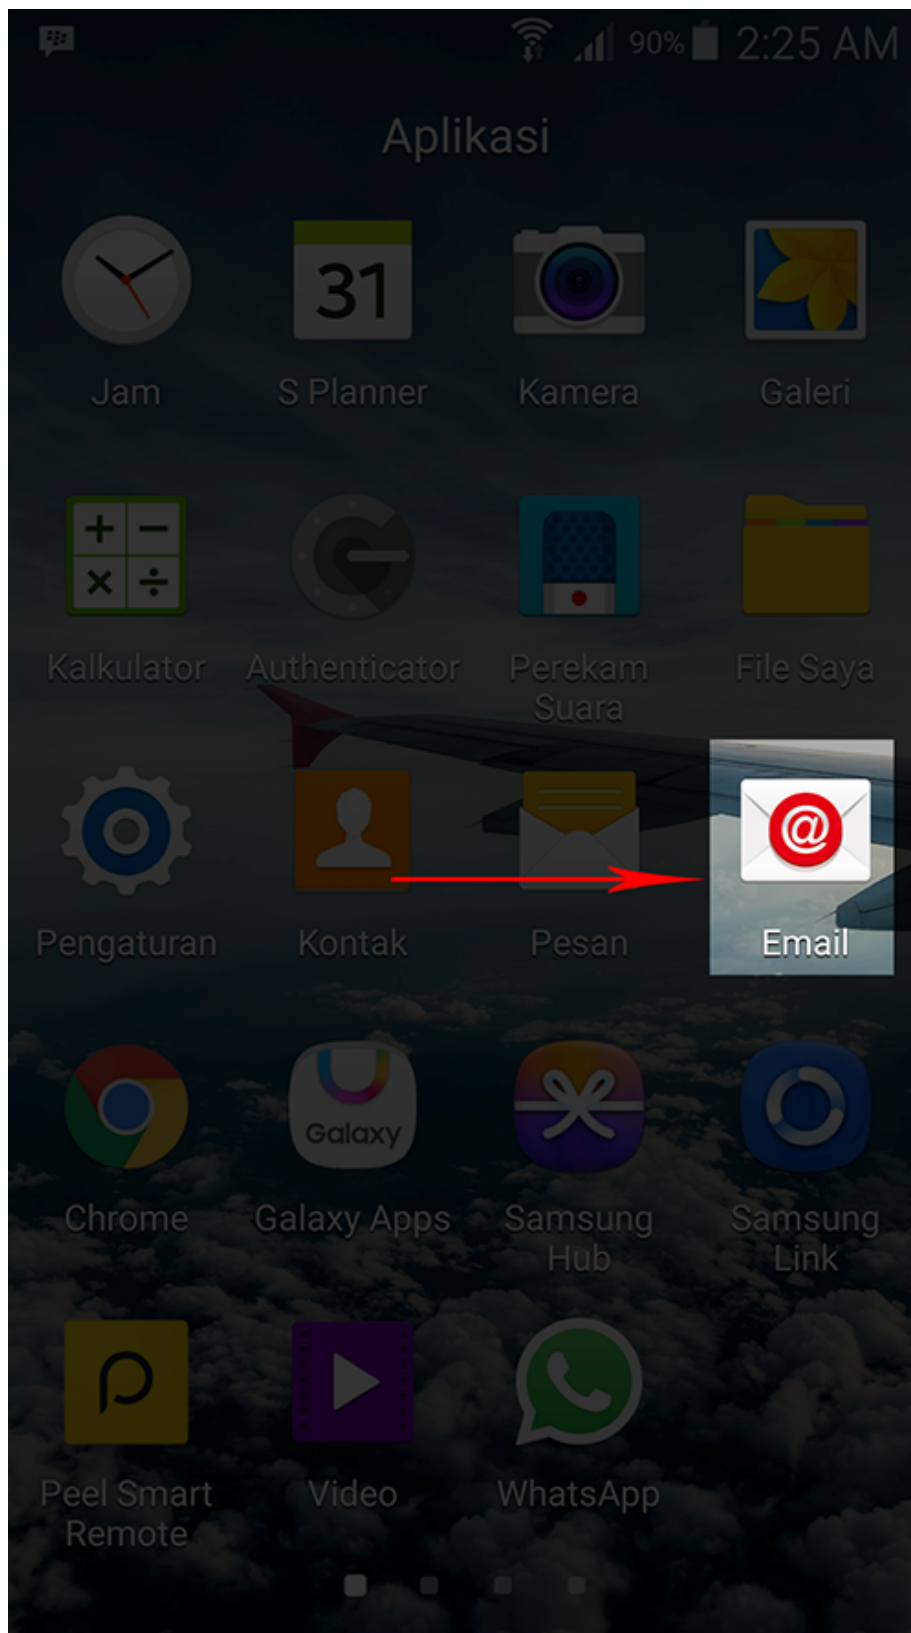 90% 2:25 AM
Aplikasi
31
Jam S Planner Kamera Galeri
Kalkulator Authenticator Perekam Suara File Saya
@
Pengaturan Kontak Pesan Email
Galaxy
Chrome Galaxy Apps Samsung Hub Samsung Link
Peel Smart Remote Video WhatsApp